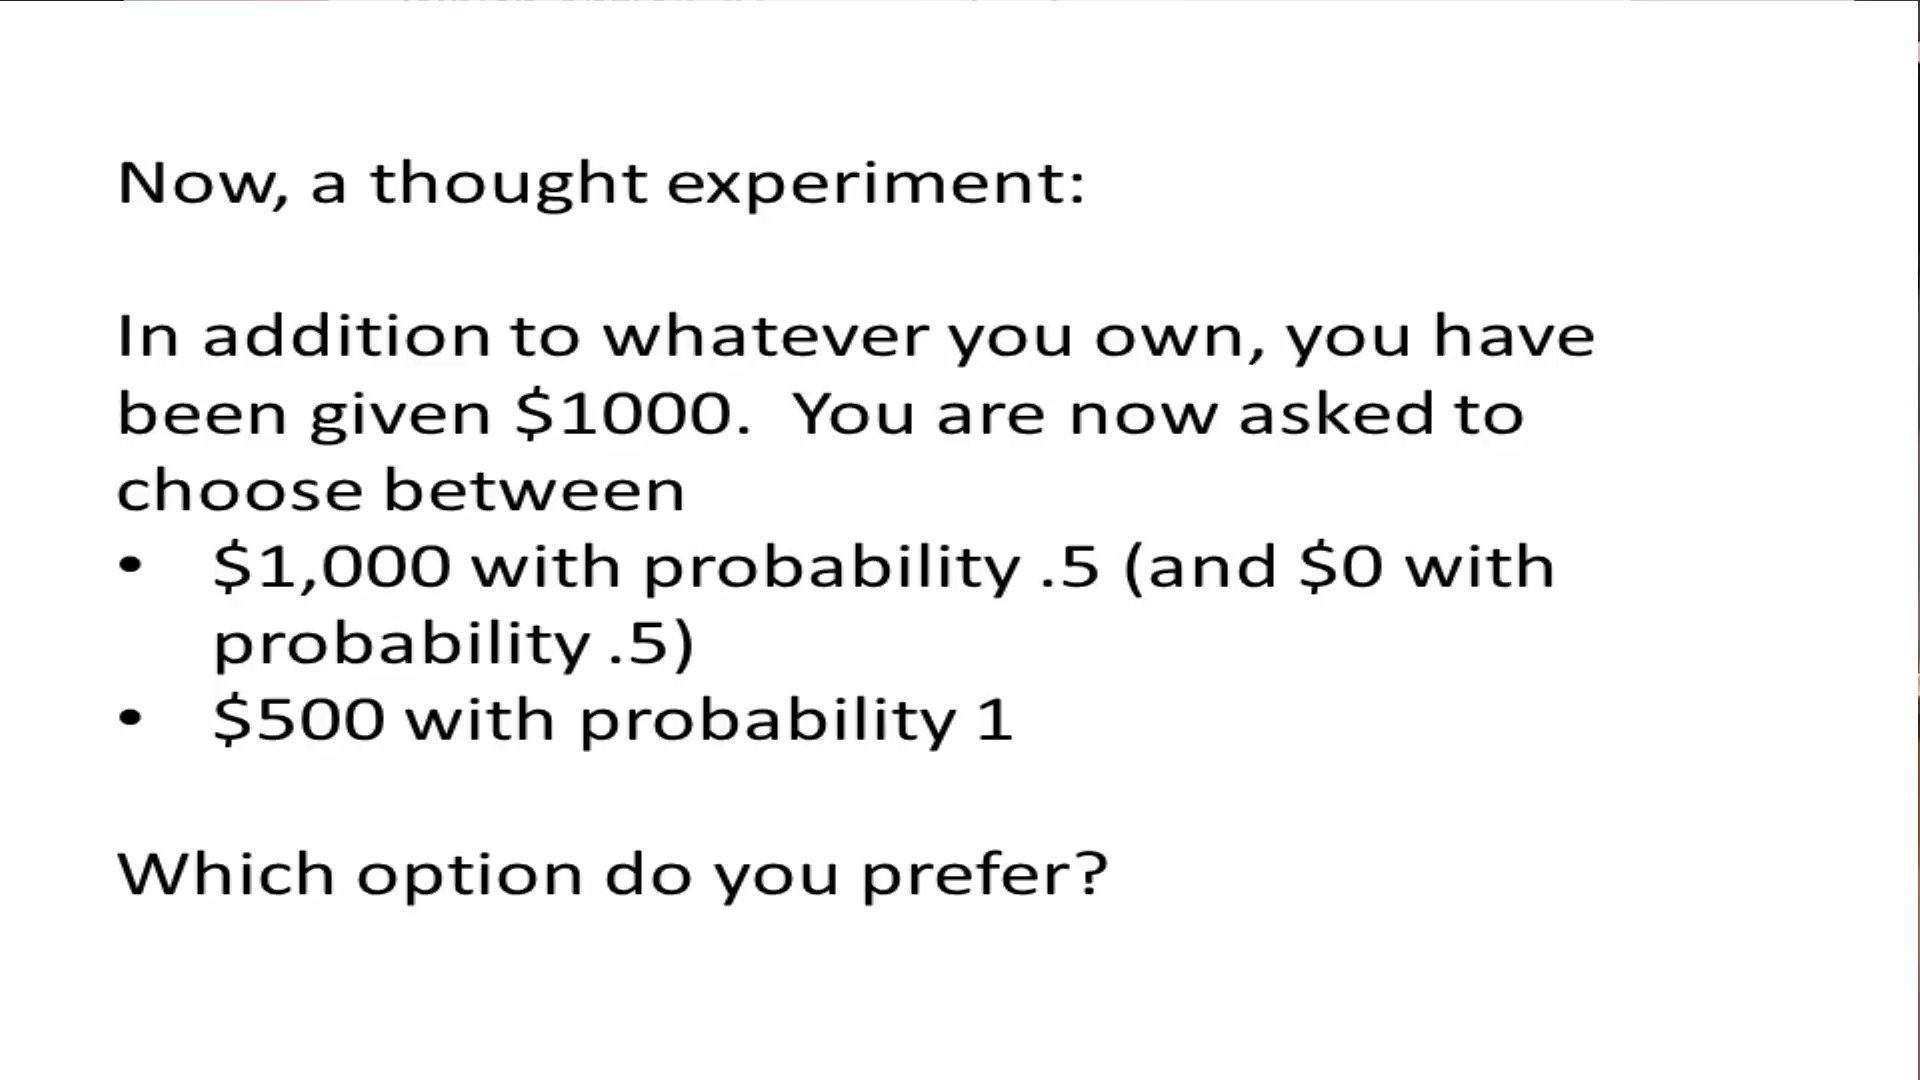 Now, a thought experiment:
In addition to whatever you own, you have
been given $1000.  You are now asked to
choose between
• $1,000 with probability .5 (and $0 with
probability .5)
• $500 with probability 1
Which option do you prefer?